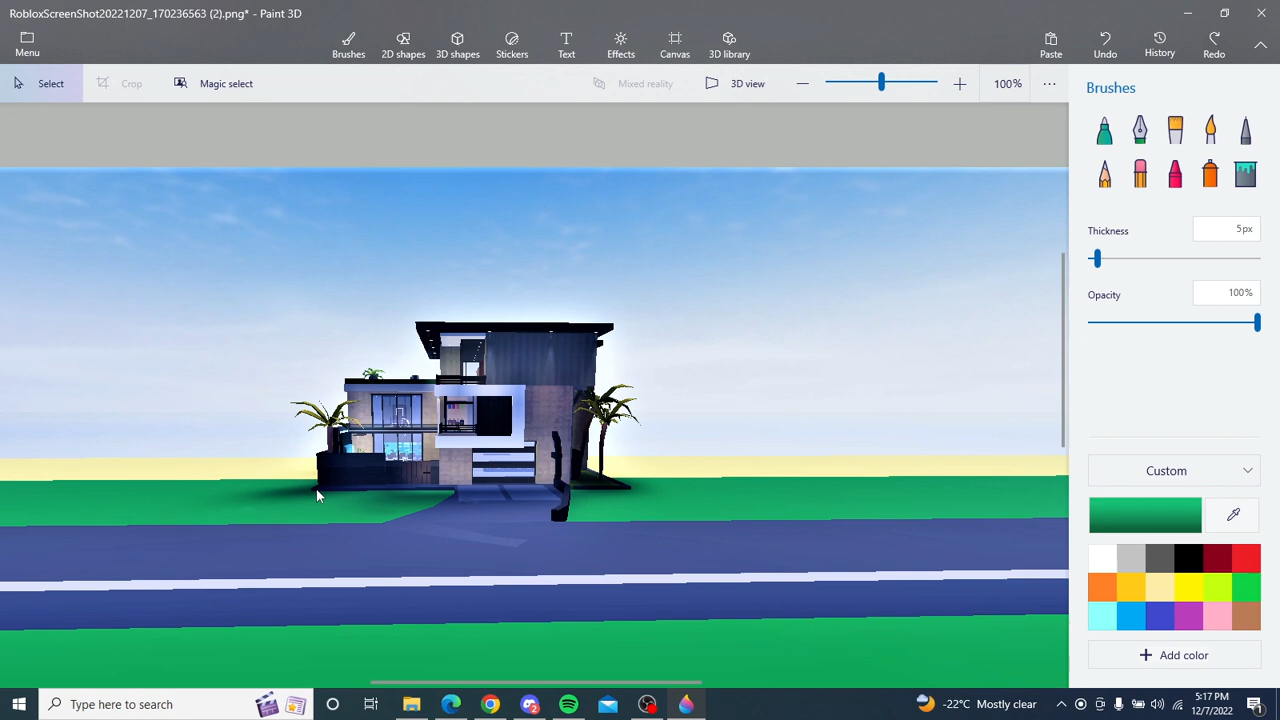 RobloxScreenShot20221207_170236563 (2).png* - Paint 3D
Menu
Brushes
2D shapes
3D shapes
Stickers
Text
Effects
Canvas
3D library
Paste
Undo
History
Redo
Select
Crop
Magic select
Mixed reality
3D view
100%
Brushes
Thickness
5px
Opacity
100%
Custom
Add color
Type here to search
-22°C Mostly clear
5:17 PM
12/7/2022